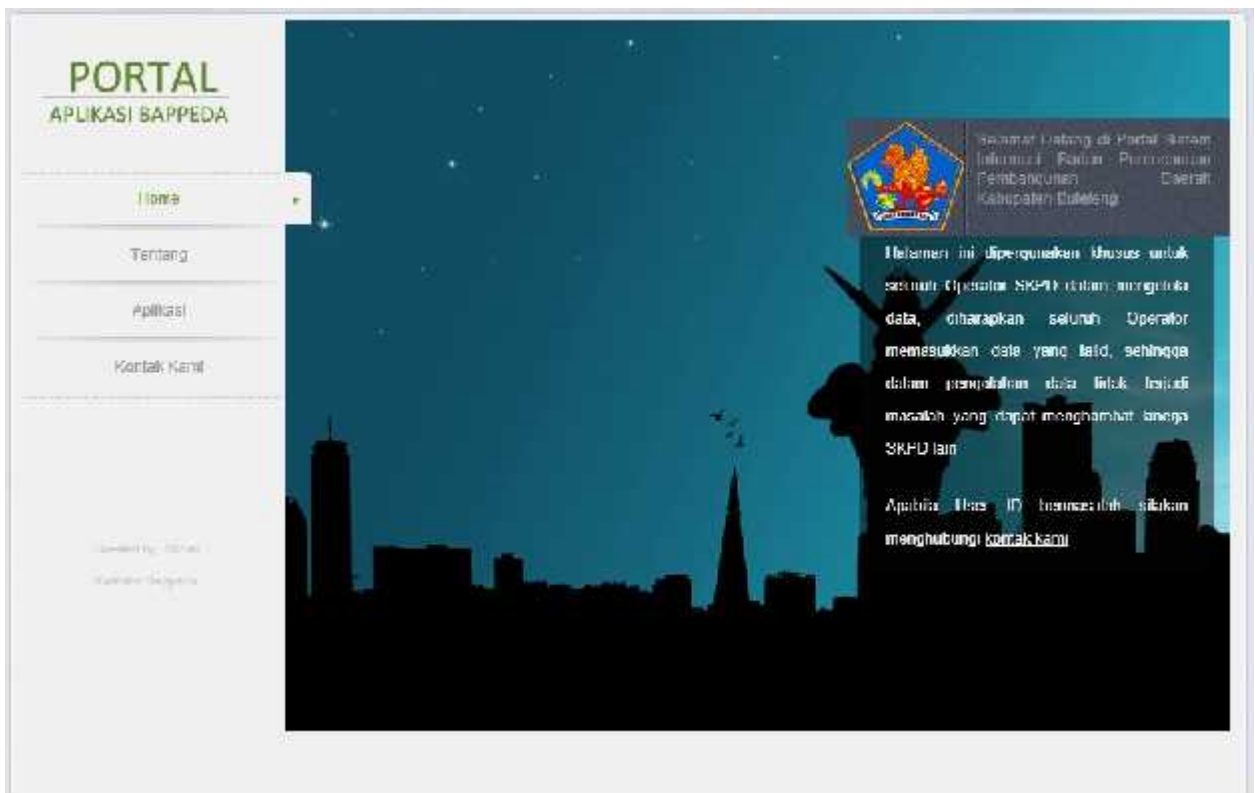 PORTAL
APLIKASI BAPPEDA
Home
Tentang
Aplikasi
Kontak Kami
Selamat Datang di Portal Sistem
Informasi Badan Perencanaan
Pembangunan Daerah
Kabupaten Buleleng
Halaman ini dipergunakan khusus untuk
seluruh Operator SKPD dalam mengelola
data, diharapkan seluruh Operator
memasukkan data yang valid, sehingga
dalam pengolahan data tidak terjadi
masalah yang dapat menghambat kinerja
SKPD lain
Apabila User ID bermasalah silakan
menghubungi kontak kami